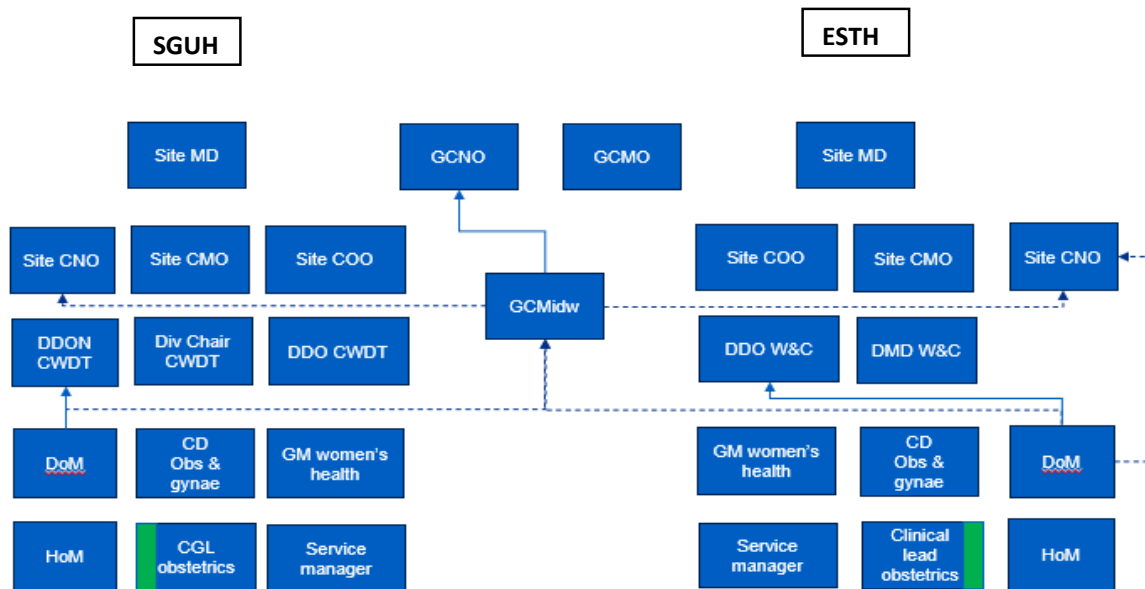 SGUH
ESTH
Site MD
GCNO
GCMO
Site MD
Site CNO
Site CMO
Site COO
Site COO
Site CMO
Site CNO
GCMidw
DDON
CWDT
Div Chair
CWDT
DDO CWDT
DDO W&C
DMD W&C
DoM
CD
Obs &
gynae
GM women's
health
GM women's
health
CD
Obs &
gynae
DoM
HoM
CGL
obstetrics
Service
manager
Service
manager
Clinical
lead
obstetrics
HoM